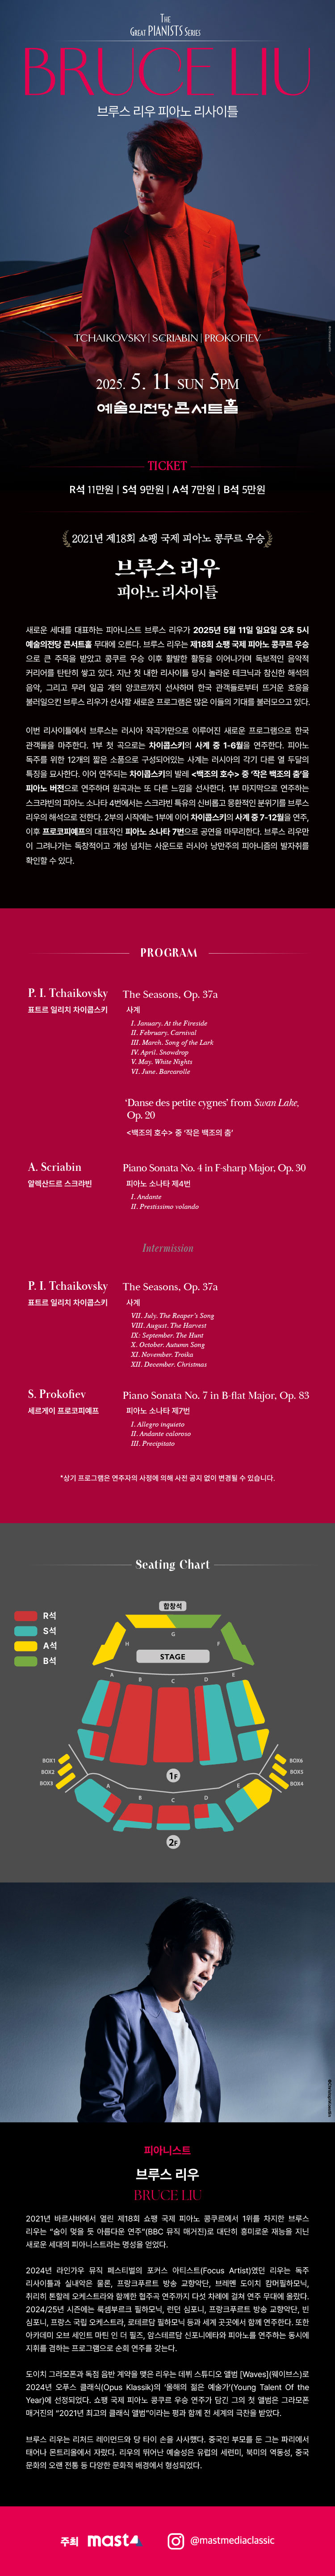 THE
GREAT PIANISTS SERIES
BRUCE LIU
브루스 리우 피아노 리사이틀
TCHAIKOVSKY | SCRIABIN | PROKOFIEV
2025. 5. 11 SUN 5PM
예술의전당 콘서트홀
TICKET
R석 11만원 | S석 9만원 | A석 7만원 | B석 5만원
2021년 제18회 쇼팽 국제 피아노 콩쿠르 우승
브루스 리우
피아노 리사이틀
새로운 세대를 대표하는 피아니스트 브루스 리우가 2025년 5월 11일 일요일 오후 5시
예술의전당 콘서트홀 무대에 오른다. 브루스 리우는 제18회 쇼팽 국제 피아노 콩쿠르 우승
으로 큰 주목을 받았고 콩쿠르 우승 이후 활발한 활동을 이어나가며 독보적인 음악적
커리어를 탄탄히 쌓고 있다. 지난 첫 내한 리사이틀 당시 놀라운 테크닉과 참신한 해석의
음악, 그리고 무려 일곱 개의 앙코르까지 선사하며 한국 관객들로부터 뜨거운 호응을
불러일으킨 브루스 리우가 선사할 새로운 프로그램은 많은 이들의 기대를 불러모으고 있다.
이번 리사이틀에서 브루스는 러시아 작곡가만으로 이루어진 새로운 프로그램으로 한국
관객들을 마주한다. 1부 첫 곡으로는 차이콥스키의 사계 중 1-6월을 연주한다. 피아노
독주를 위한 12개의 짧은 소품으로 구성되어있는 사계는 러시아의 각기 다른 열 두달의
특징을 묘사한다. 이어 연주되는 차이콥스키의 발레 <백조의 호수> 중 '작은 백조의 춤'을
피아노 버전으로 연주하며 원곡과는 또 다른 느낌을 선사한다. 1부 마지막으로 연주하는
스크리빈의 피아노 소나타 4번에서는 스크리빈 특유의 신비롭고 몽환적인 분위기를 브루스
리우의 해석으로 전한다. 2부의 시작에는 1부에 이어 차이콥스키의 사계 중 7-12월을 연주,
이후 프로코피예프의 대표작인 피아노 소나타 7번으로 공연을 마무리한다. 브루스 리우만
이 그려나가는 독창적이고 개성 넘치는 사운드로 러시아 낭만주의 피아니즘의 발자취를
확인할 수 있다.
PROGRAM
P. I. Tchaikovsky The Seasons, Op. 37a
표트르 일리치 차이콥스키 사계
I. January. At the Fireside
II. February. Carnival
III. March. Song of the Lark
IV. April. Snowdrop
V. May. White Nights
VI. June. Barcarolle
'Danse des petite cygnes' from Swan Lake,
Op. 20
<백조의 호수> 중 '작은 백조의 춤'
A. Scriabin Piano Sonata No. 4 in F-sharp Major, Op. 30
알렉산드르 스크랴빈 피아노 소나타 제4번
I. Andante
II. Prestissimo volando
Intermission
P. I. Tchaikovsky The Seasons, Op. 37a
표트르 일리치 차이콥스키 사계
VII. July. The Reaper's Song
VIII. August. The Harvest
IX: September. The Hunt
X. October. Autumn Song
XI. November. Troika
XII. December. Christmas
S. Prokofiev Piano Sonata No. 7 in B-flat Major, Op. 83
세르게이 프로코피예프 피아노 소나타 제7번
I. Allegro inquieto
II. Andante caloroso
III. Precipitato
*상기 프로그램은 연주자의 사정에 의해 사전 공지 없이 변경될 수 있습니다.
Seating Chart
R석
S석
A석
B석
합창석
G
H F
STAGE
A B C D E
1F
BOX1 BOX6
BOX2 BOX5
BOX3 BOX4
A B C D E
2F
피아니스트
브루스 리우
BRUCE LIU
2021년 바르샤바에서 열린 제18회 쇼팽 국제 피아노 콩쿠르에서 1위를 차지한 브루스
리우는 "숨이 멎을 듯 아름다운 연주"(BBC 뮤직 매거진)로 대단히 흥미로운 재능을 지닌
새로운 세대의 피아니스트라는 명성을 얻었다.
2024년 라인가우 뮤직 페스티벌의 포커스 아티스트(Focus Artist)였던 리우는 독주
리사이틀과 실내악은 물론, 프랑크푸르트 방송 교향악단, 브레멘 도이치 캄머필하모닉,
취리히 톤할레 오케스트라와 함께한 협주곡 연주까지 다섯 차례에 걸쳐 연주 무대에 올랐다.
2024/25년 시즌에는 룩셈부르크 필하모닉, 런던 심포니, 프랑크푸르트 방송 교향악단, 빈
심포니, 프랑스 국립 오케스트라, 로테르담 필하모닉 등과 세계 곳곳에서 함께 연주한다. 또한
아카데미 오브 세인트 마틴 인 더 필즈, 암스테르담 신포니에타와 피아노를 연주하는 동시에
지휘를 겸하는 프로그램으로 순회 연주를 갖는다.
도이치 그라모폰과 독점 음반 계약을 맺은 리우는 데뷔 스튜디오 앨범 [Waves](웨이브스)로
2024년 오푸스 클래식(Opus Klassik)의 '올해의 젊은 예술가'(Young Talent Of the
Year)에 선정되었다. 쇼팽 국제 피아노 콩쿠르 우승 연주가 담긴 그의 첫 앨범은 그라모폰
매거진의 "2021년 최고의 클래식 앨범"이라는 평과 함께 전 세계의 극찬을 받았다.
브루스 리우는 리처드 레이몬드와 당 타이 손을 사사했다. 중국인 부모를 둔 그는 파리에서
태어나 몬트리올에서 자랐다. 리우의 뛰어난 예술성은 유럽의 세련미, 북미의 역동성, 중국
문화의 오랜 전통 등 다양한 문화적 배경에서 형성되었다.
주최 mast @mastmediaclassic